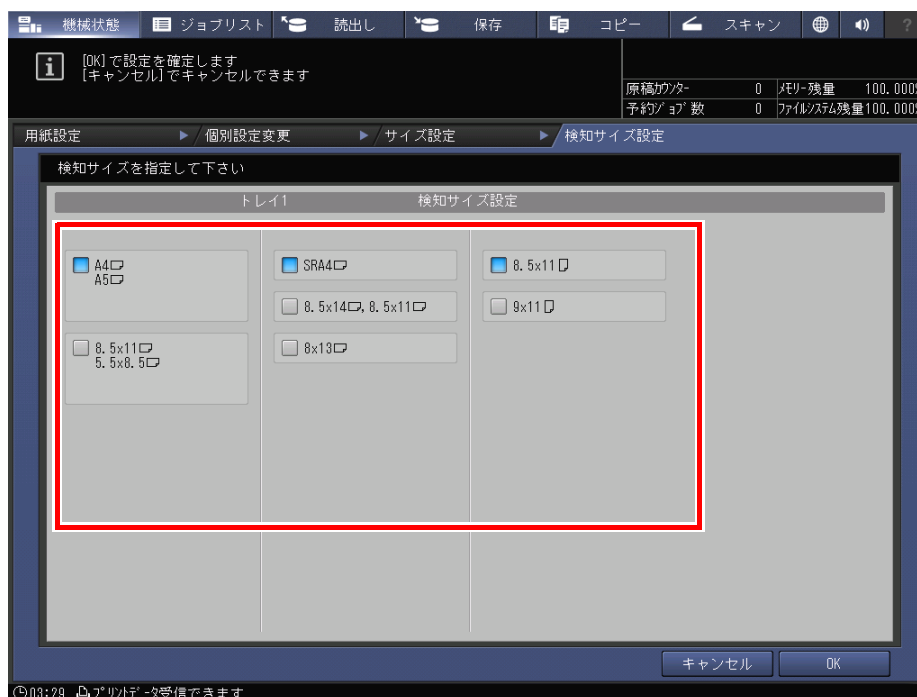 機械状態 ジョブリスト 読出し 保存 コピー スキャン ?
[OK]で設定を確定します
[キャンセル]でキャンセルできます
原稿カウンター 0 メモリー残量 100.000%
予約ジョブ数 0 ファイルシステム残量 100.000%
用紙設定 個別設定変更 サイズ設定 検知サイズ設定
検知サイズを指定して下さい
トレイ1 検知サイズ設定
A4 SRA4 8.5x11
A5
8.5x14, 8.5x11 9x11
8.5x11 8x13
5.5x8.5
キャンセル OK
03:29 プリントデータ受信できます